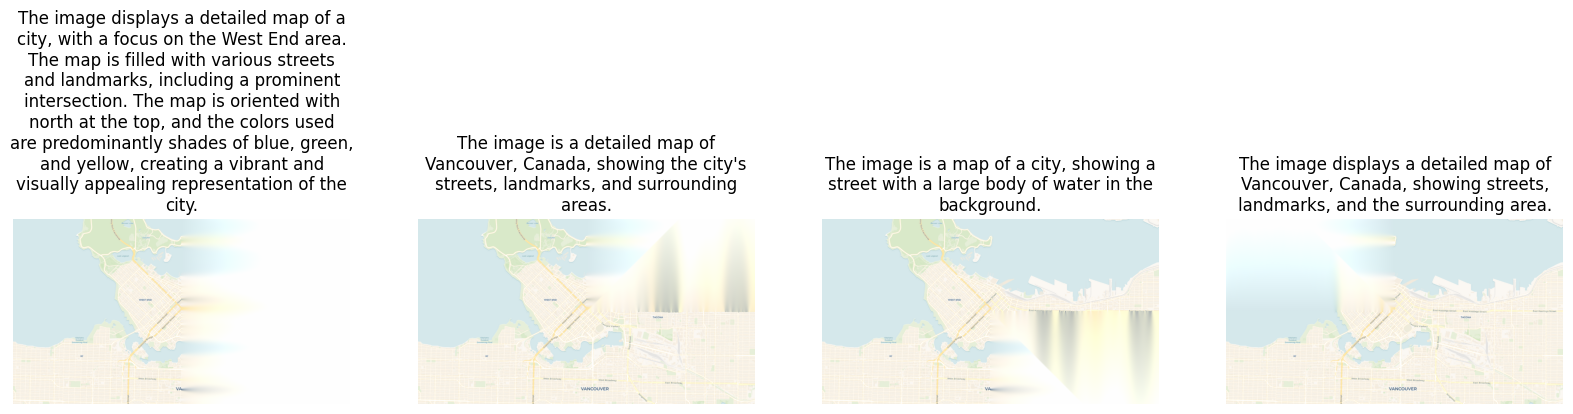 The image displays a detailed map of a
city, with a focus on the West End area.
The map is filled with various streets
and landmarks, including a prominent
intersection. The map is oriented with
north at the top, and the colors used
are predominantly shades of blue, green,
and yellow, creating a vibrant and
visually appealing representation of the
city.
The image is a detailed map of
Vancouver, Canada, showing the city's
streets, landmarks, and surrounding
areas.
The image is a map of a city, showing a
street with a large body of water in the
background.
The image displays a detailed map of
Vancouver, Canada, showing streets,
landmarks, and the surrounding area.
VANCOUVER
VANCOUVER